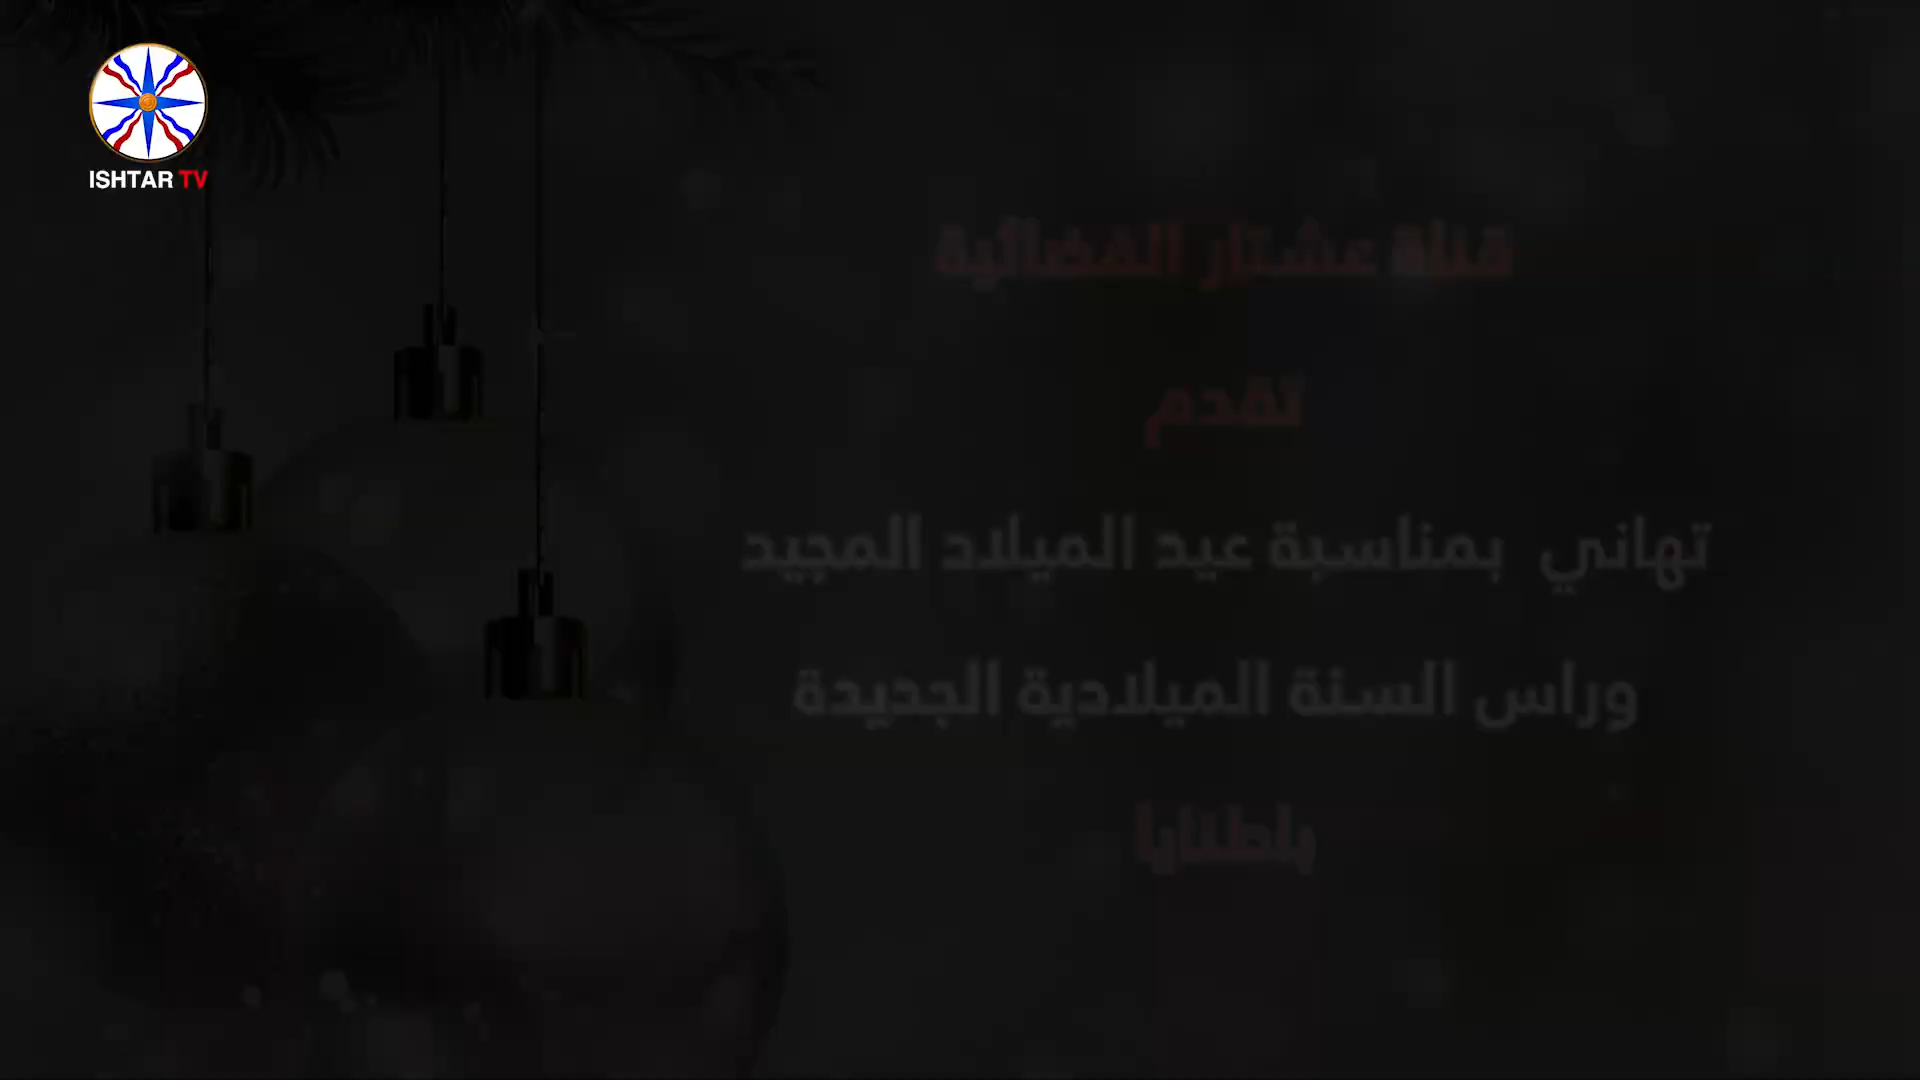 ISHTAR TV
قناة عشتار الفضائية
تقدم
تهاني بمناسبة عيد الميلاد المجيد
وراس السنة الميلادية الجديدة
باطنايا